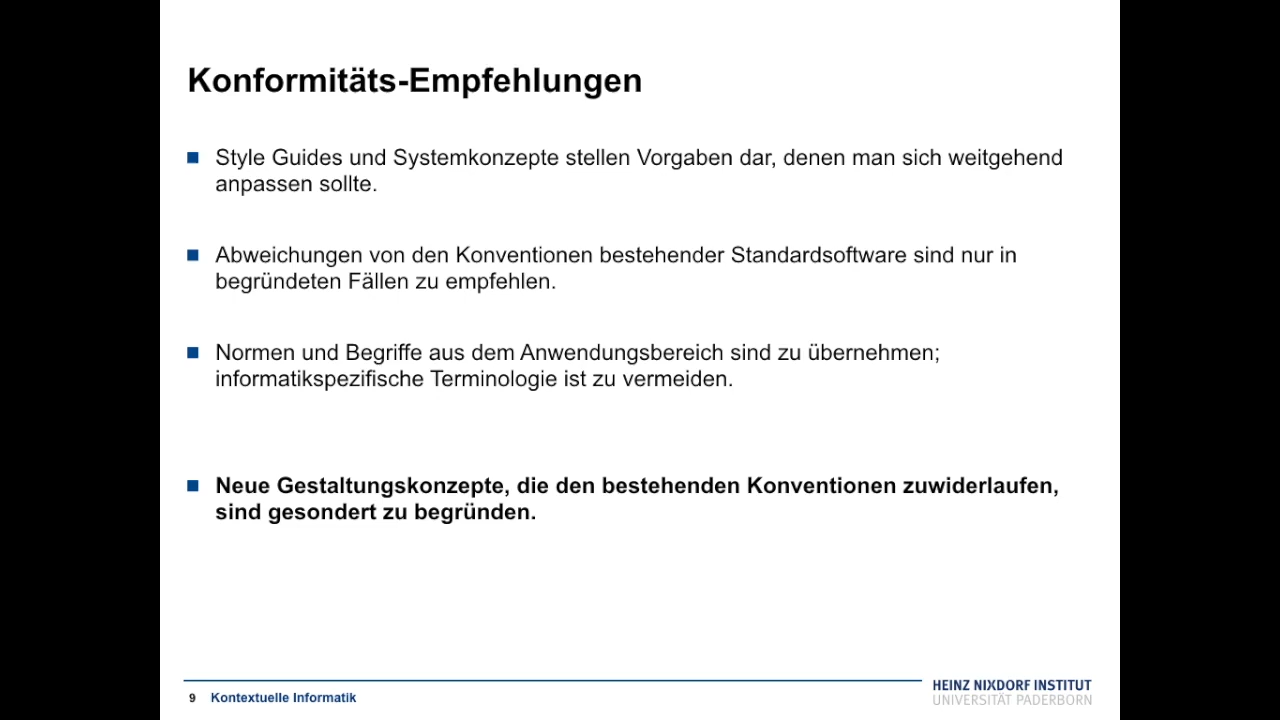 Konformitäts-Empfehlungen
Style Guides und Systemkonzepte stellen Vorgaben dar, denen man sich weitgehend
anpassen sollte.
Abweichungen von den Konventionen bestehender Standardsoftware sind nur in
begründeten Fällen zu empfehlen.
Normen und Begriffe aus dem Anwendungsbereich sind zu übernehmen;
informatikspezifische Terminologie ist zu vermeiden.
Neue Gestaltungskonzepte, die den bestehenden Konventionen zuwiderlaufen,
sind gesondert zu begründen.
9 Kontextuelle Informatik
HEINZ NIXDORF INSTITUT
UNIVERSITÄT PADERBORN